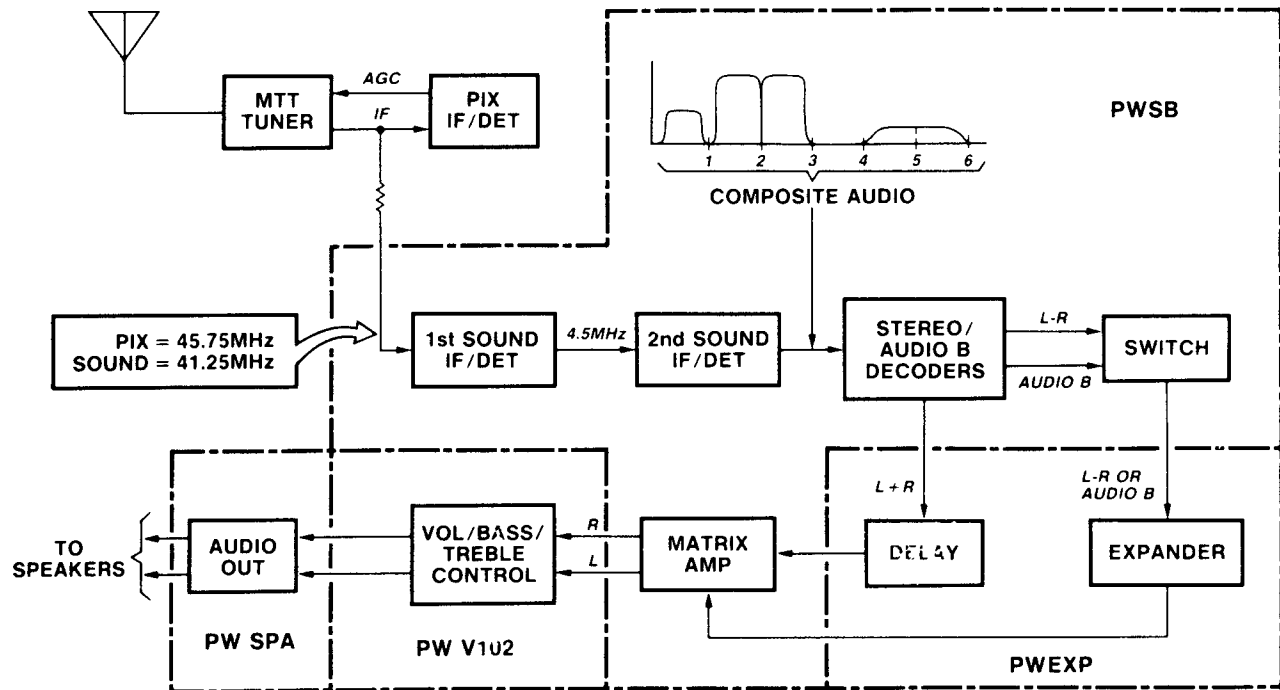 MTT
TUNER
AGC
IF
PIX
IF/DET
PWSB
1 2 3 4 5 6
COMPOSITE AUDIO
PIX = 45.75MHz
SOUND = 41.25MHz
1st SOUND
IF/DET
4.5MHz
2nd SOUND
IF/DET
STEREO/
AUDIO B
DECODERS
L-R
AUDIO B
SWITCH
L+R
L-R OR
AUDIO B
TO
SPEAKERS
AUDIO
OUT
VOL/BASS/
TREBLE
CONTROL
R
L
MATRIX
AMP
DELAY
EXPANDER
PW SPA
PW V102
PWEXP